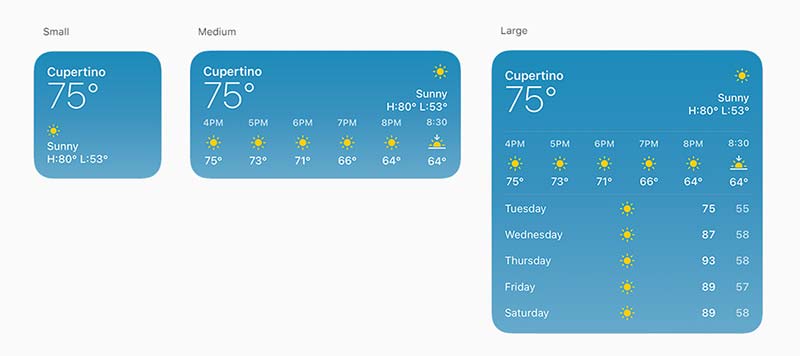 Small
Cupertino
75°
Sunny
H:80° L:53°
Medium
Cupertino
75°
Sunny
H:80° L:53°
4PM 5PM 6PM 7PM 8PM 8:30
75° 73° 71° 66° 64° 64°
Large
Cupertino
75°
Sunny
H:80° L:53°
4PM 5PM 6PM 7PM 8PM 8:30
75° 73° 71° 66° 64° 64°
Tuesday 75 55
Wednesday 87 58
Thursday 93 58
Friday 89 57
Saturday 89 58